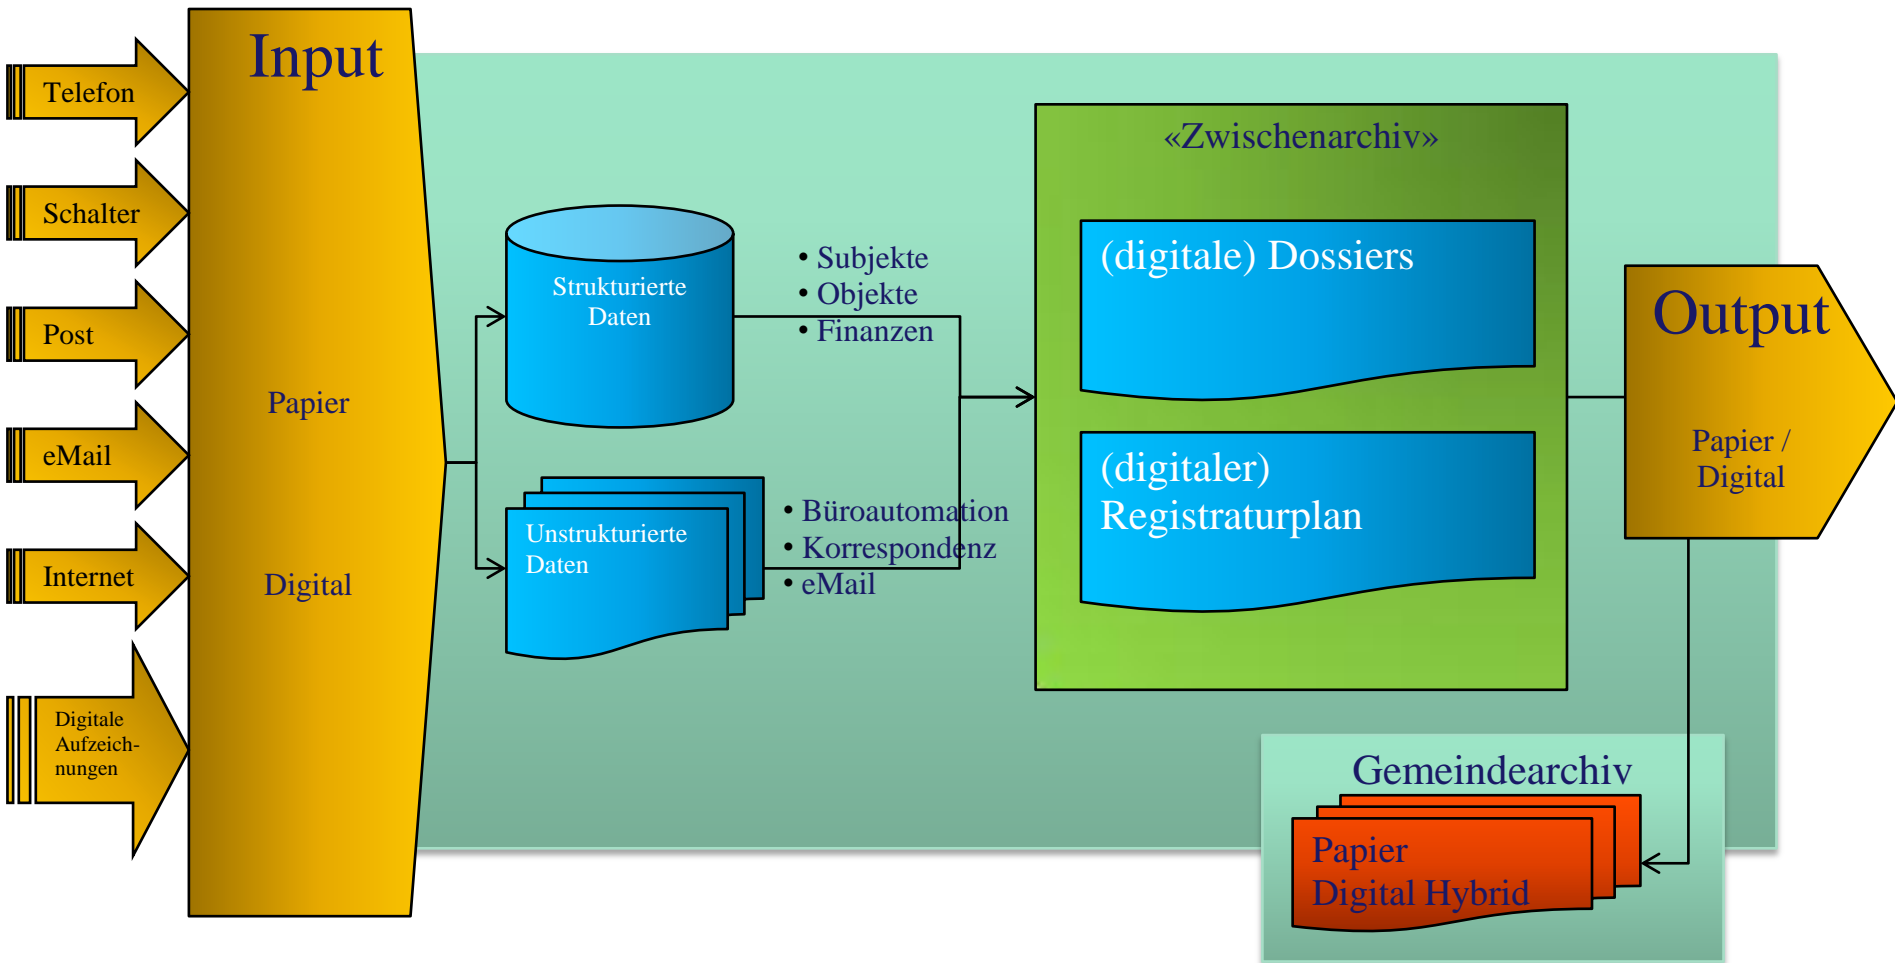 Telefon
Schalter
Post
eMail
Internet
Digitale
Aufzeich-
nungen
Input
Papier
Digital
Strukturierte
Daten
• Subjekte
• Objekte
• Finanzen
Unstrukturierte
Daten
• Büroautomation
• Korrespondenz
• eMail
«Zwischenarchiv»
(digitale) Dossiers
(digitaler)
Registraturplan
Output
Papier /
Digital
Gemeindearchiv
Papier
Digital Hybrid